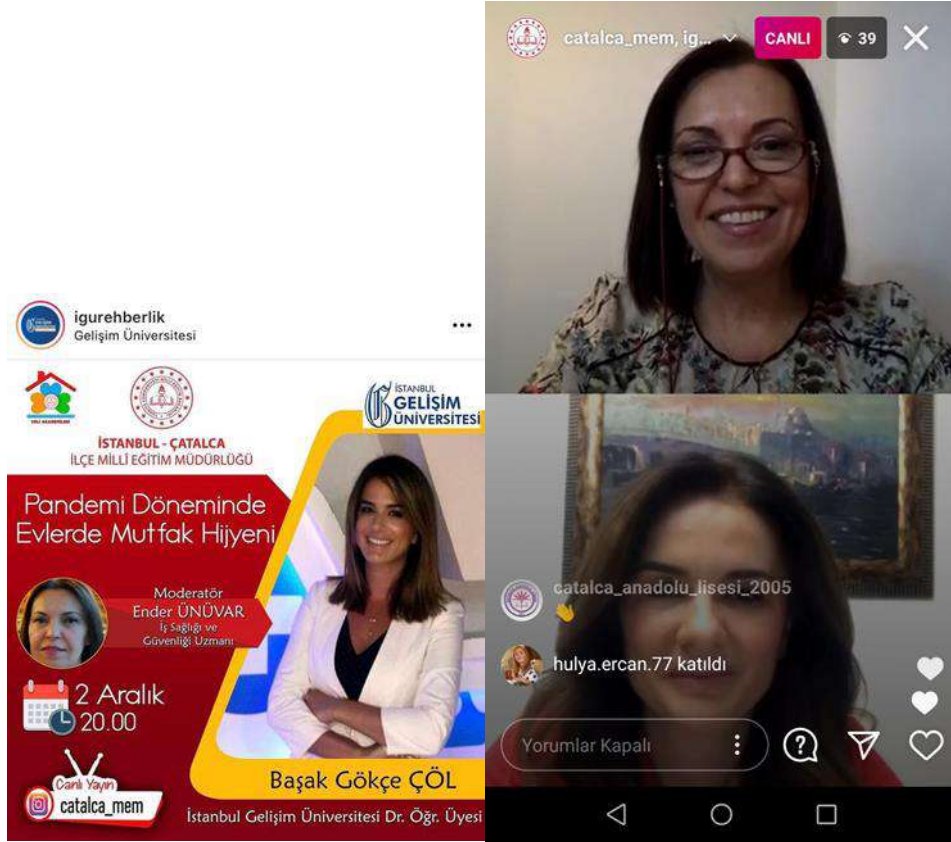 igurehberlik
Gelişim Üniversitesi
İSTANBUL - ÇATALCA
İLÇE MİLLİ EĞİTİM MÜDÜRLÜĞÜ
İSTANBUL
GELİŞİM
ÜNİVERSİTESİ
Pandemi Döneminde
Evlerde Mutfak Hijyeni
Moderatör
Ender ÜNÜVAR
İş Sağlığı ve
Güvenliği Uzmanı
2 Aralık
20.00
Canlı Yayın
catalca_mem
Başak Gökçe ÇÖL
İstanbul Gelişim Üniversitesi Dr. Öğr. Üyesi
catalca_mem, ig...
CANLI
39
catalca_anadolu_lisesi_2005
hulya.ercan.77 katıldı
Yorumlar Kapalı